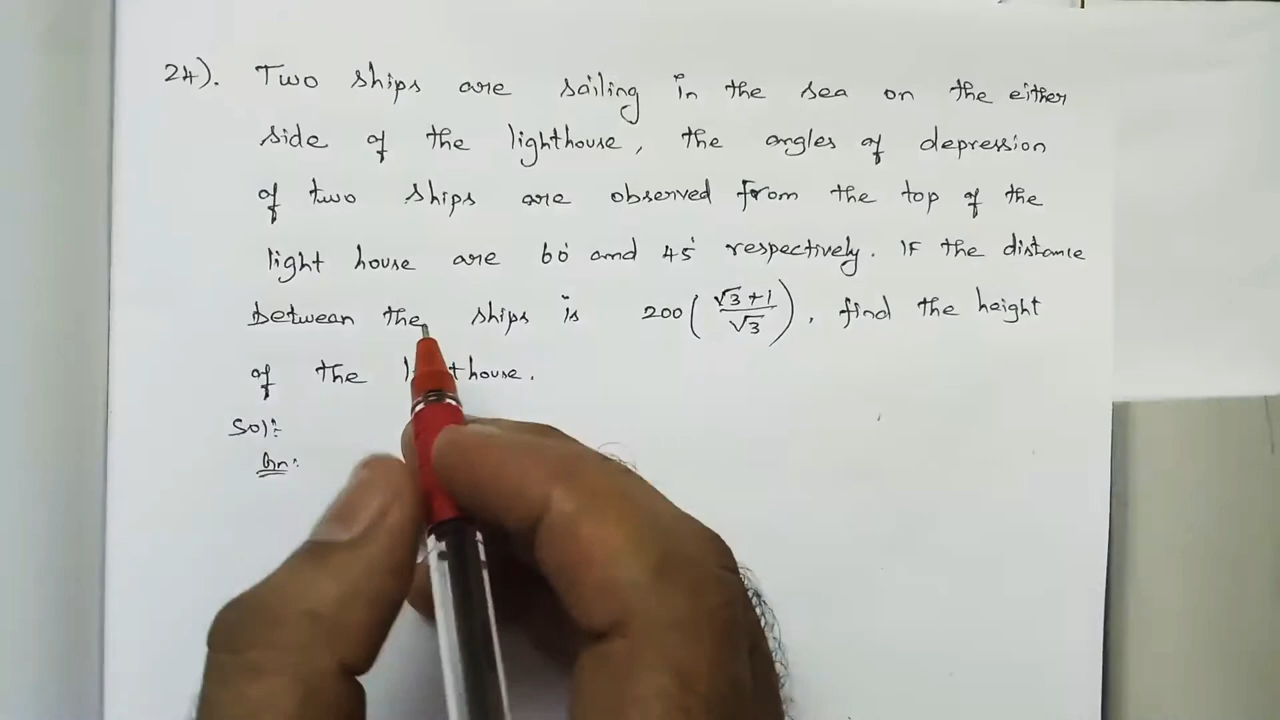 24). Two ships are sailing in the sea on the either
side of the lighthouse, the angles of depression
of two ships are observed from the top of the
light house are 60° and 45° respectively. If the distance
between the ships is 200(√3+1/√3), find the height
of the
Sol:
Gn: